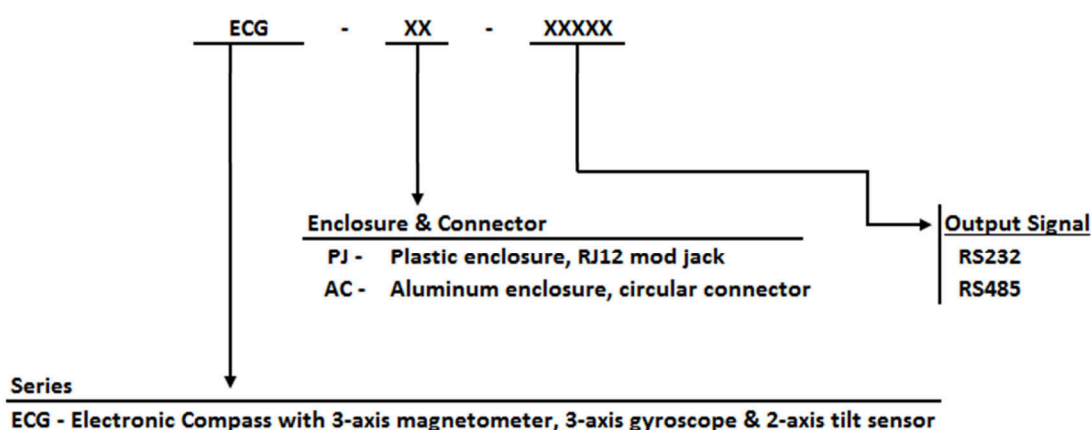 ECG - XX - XXXXX
Enclosure & Connector
PJ - Plastic enclosure, RJ12 mod jack
AC - Aluminum enclosure, circular connector
Output Signal
RS232
RS485
Series
ECG - Electronic Compass with 3-axis magnetometer, 3-axis gyroscope & 2-axis tilt sensor